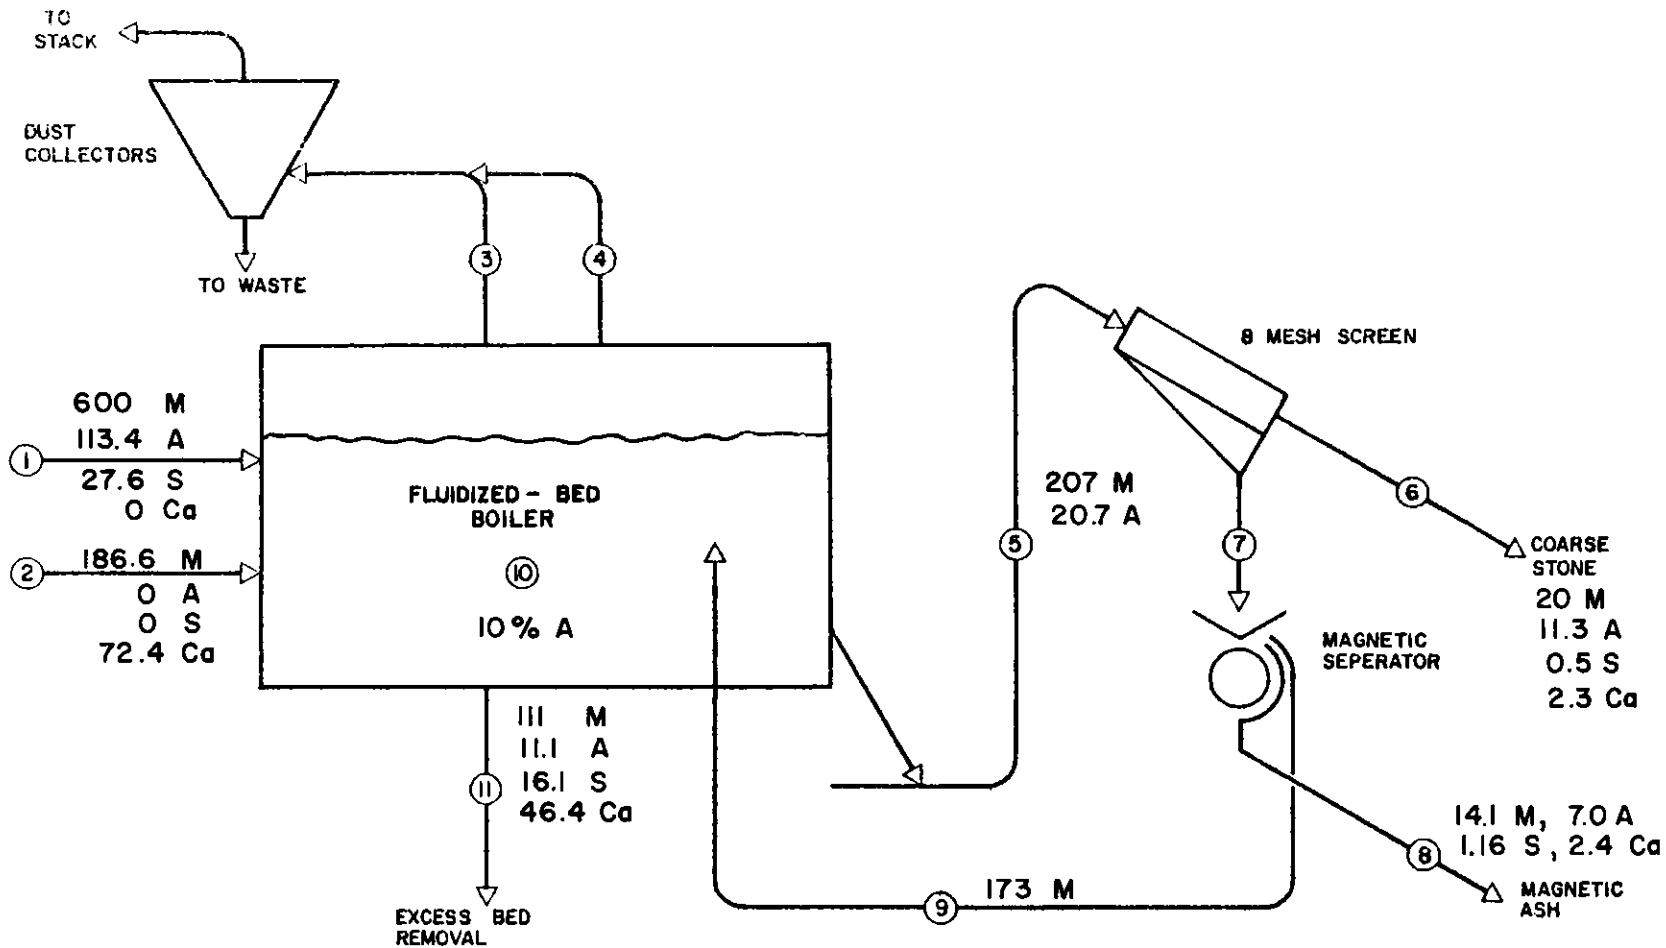 TO
STACK
DUST
COLLECTORS
TO WASTE
3
4
8 MESH SCREEN
600 M
113.4 A
1
27.6 S
0 Ca
2
186.6 M
0 A
0 S
72.4 Ca
FLUIDIZED - BED
BOILER
10
10% A
207 M
20.7 A
5
6
7
COARSE
STONE
20 M
11.3 A
0.5 S
2.3 Ca
MAGNETIC
SEPERATOR
111 M
11.1 A
16.1 S
46.4 Ca
11
EXCESS BED
REMOVAL
14.1 M, 7.0 A
1.16 S, 2.4 Ca
8
173 M
9
MAGNETIC
ASH